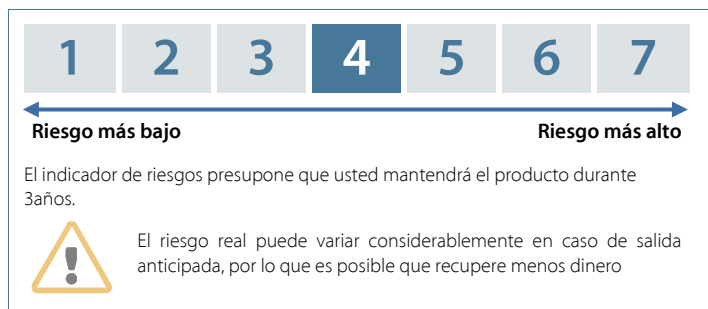 1 2 3 4 5 6 7
Riesgo más bajo Riesgo más alto
El indicador de riesgos presupone que usted mantendrá el producto durante
3años.
El riesgo real puede variar considerablemente en caso de salida
anticipada, por lo que es posible que recupere menos dinero